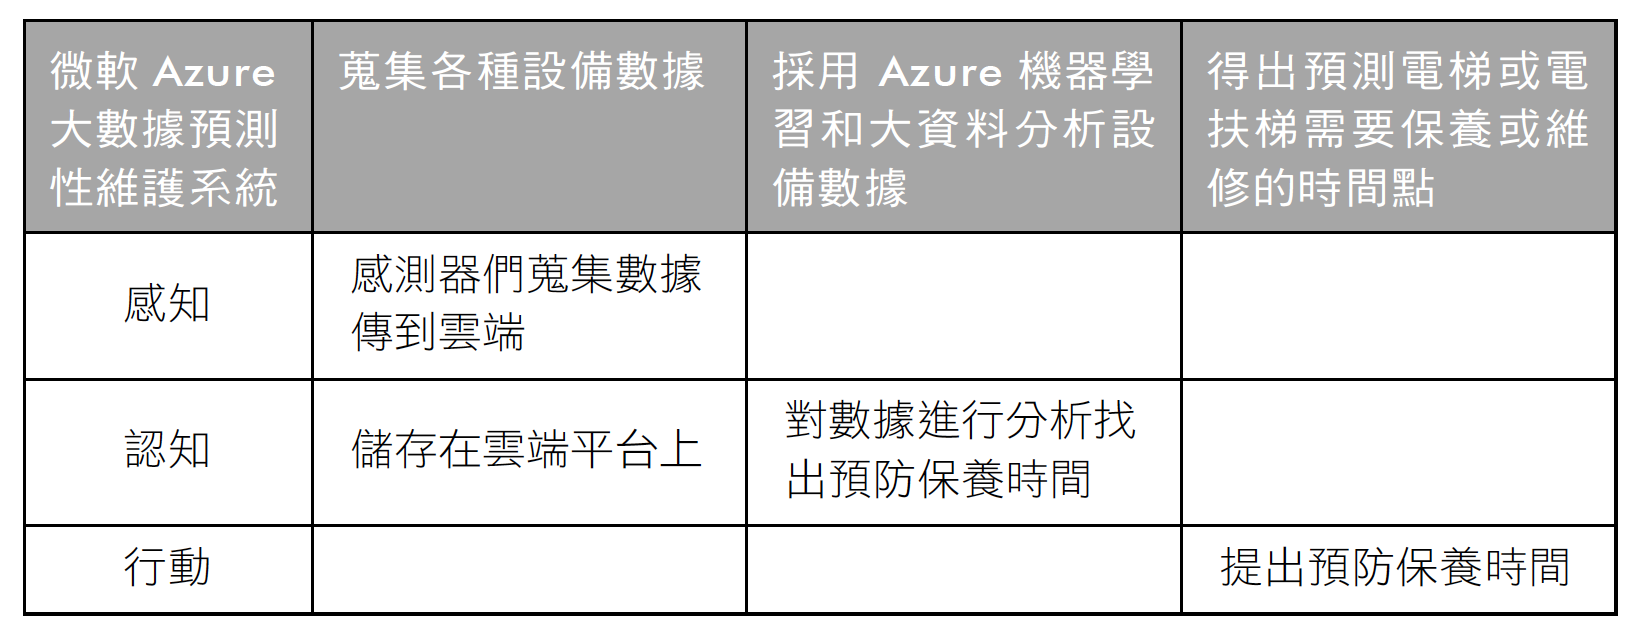 微軟 Azure
大數據預測
性維護系統
蒐集各種設備數據
採用 Azure 機器學
習和大資料分析設
備數據
得出預測電梯或電
扶梯需要保養或維
修的時間點
感知
感測器們蒐集數據
傳到雲端
認知
儲存在雲端平台上
對數據進行分析找
出預防保養時間
行動
提出預防保養時間